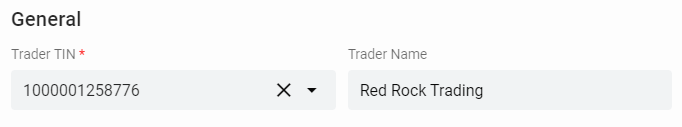 General
Trader TIN *
Trader Name
1000001258776
Red Rock Trading